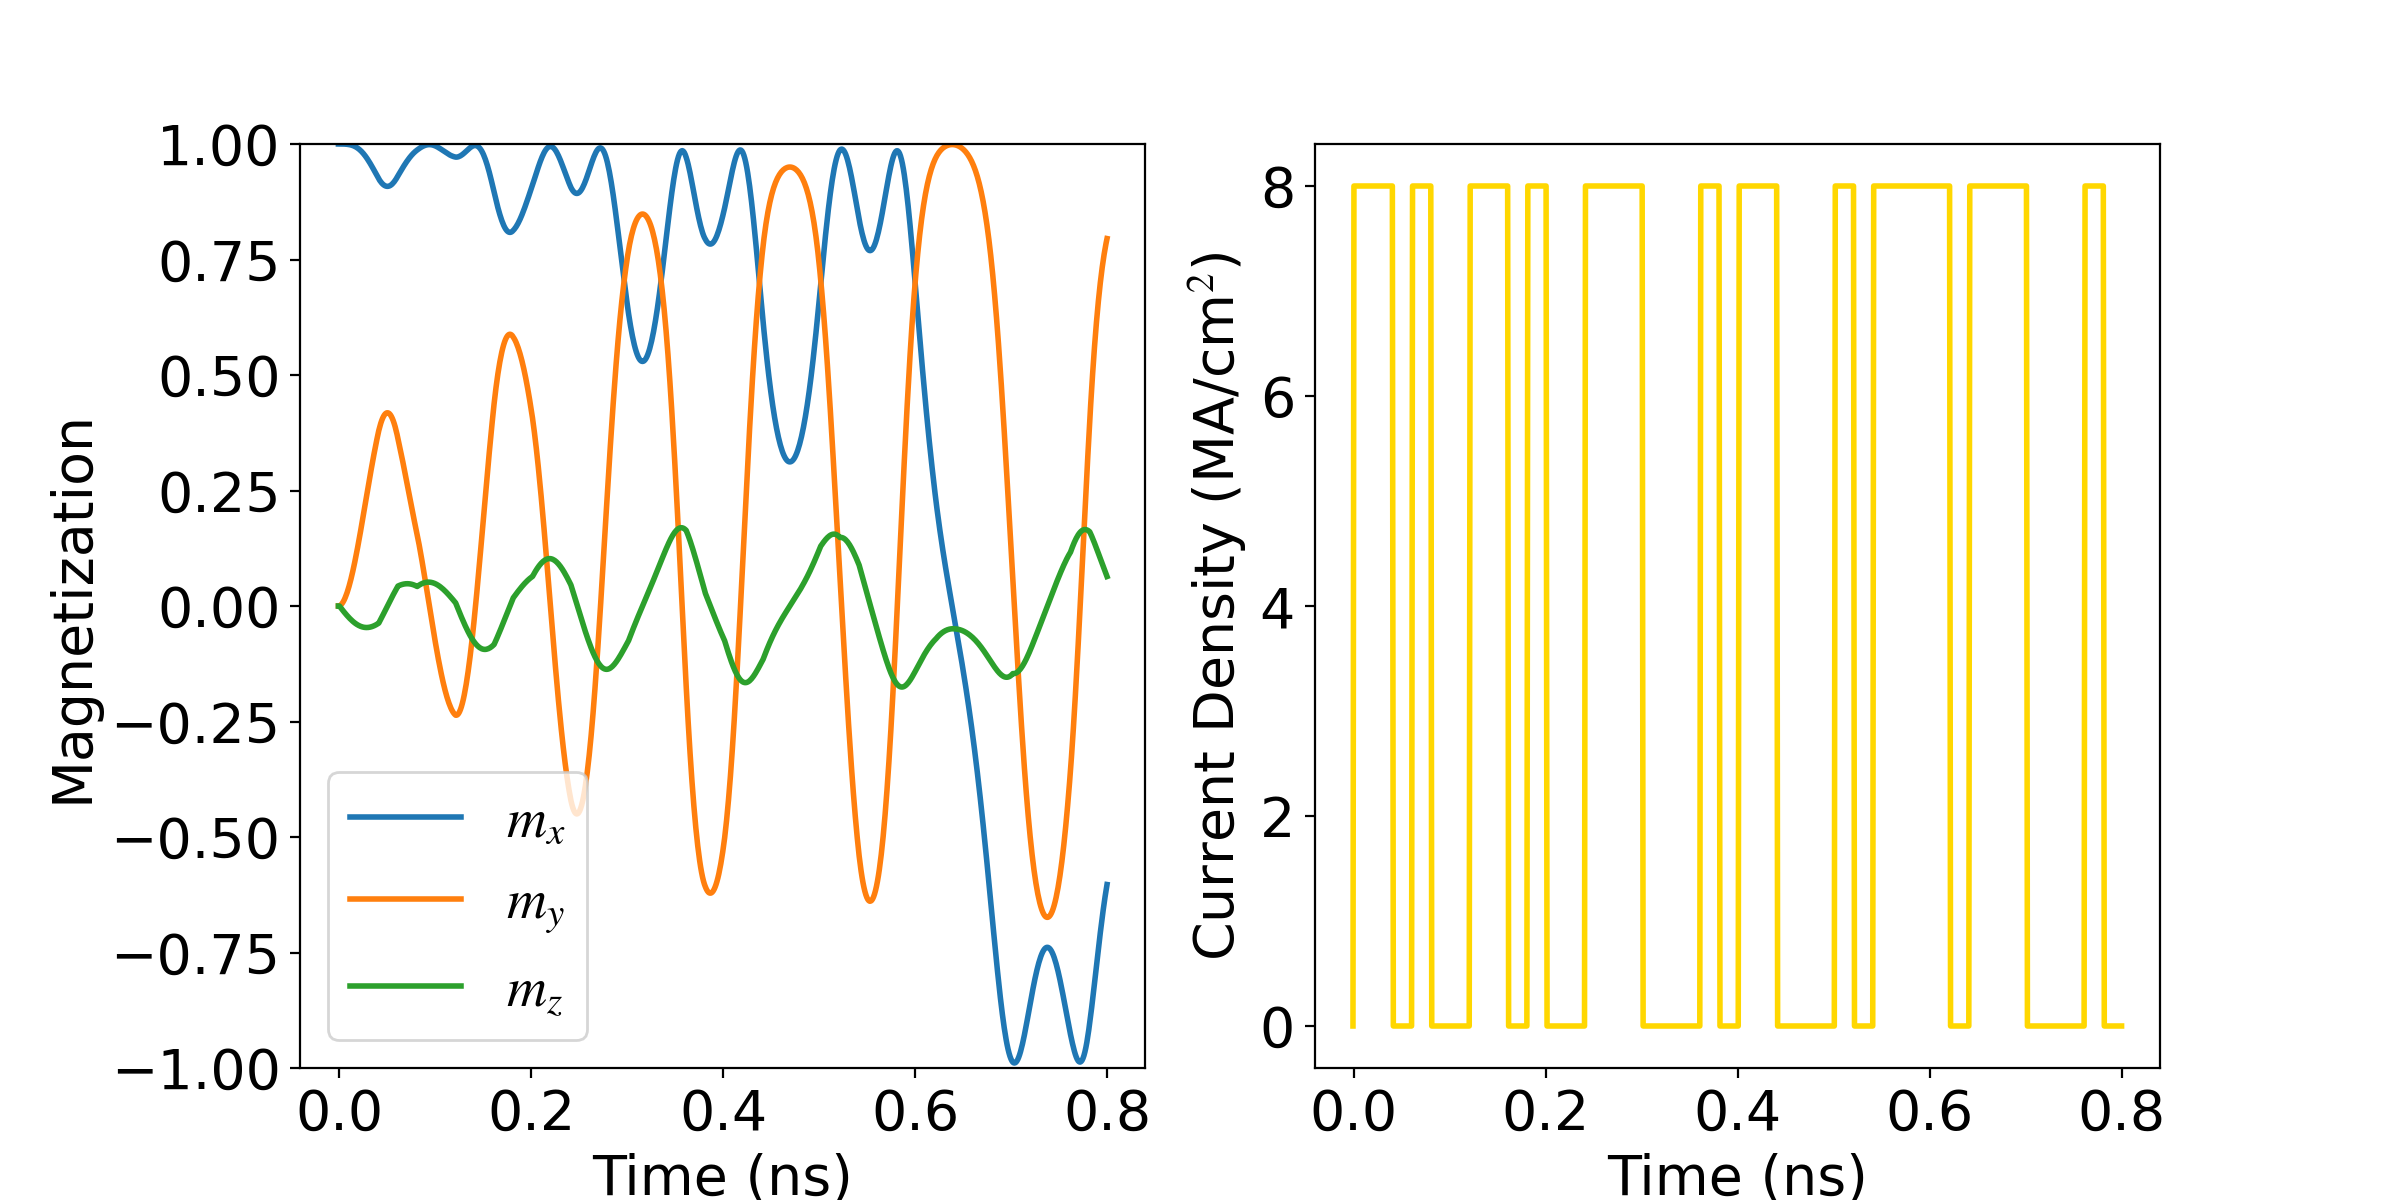 Magnetization
1.00
0.75
0.50
0.25
0.00
−0.25
−0.50
−0.75
−1.00
m_x
m_y
m_z
0.0 0.2 0.4 0.6 0.8
Time (ns)
Current Density (MA/cm²)
8
6
4
2
0
0.0 0.2 0.4 0.6 0.8
Time (ns)